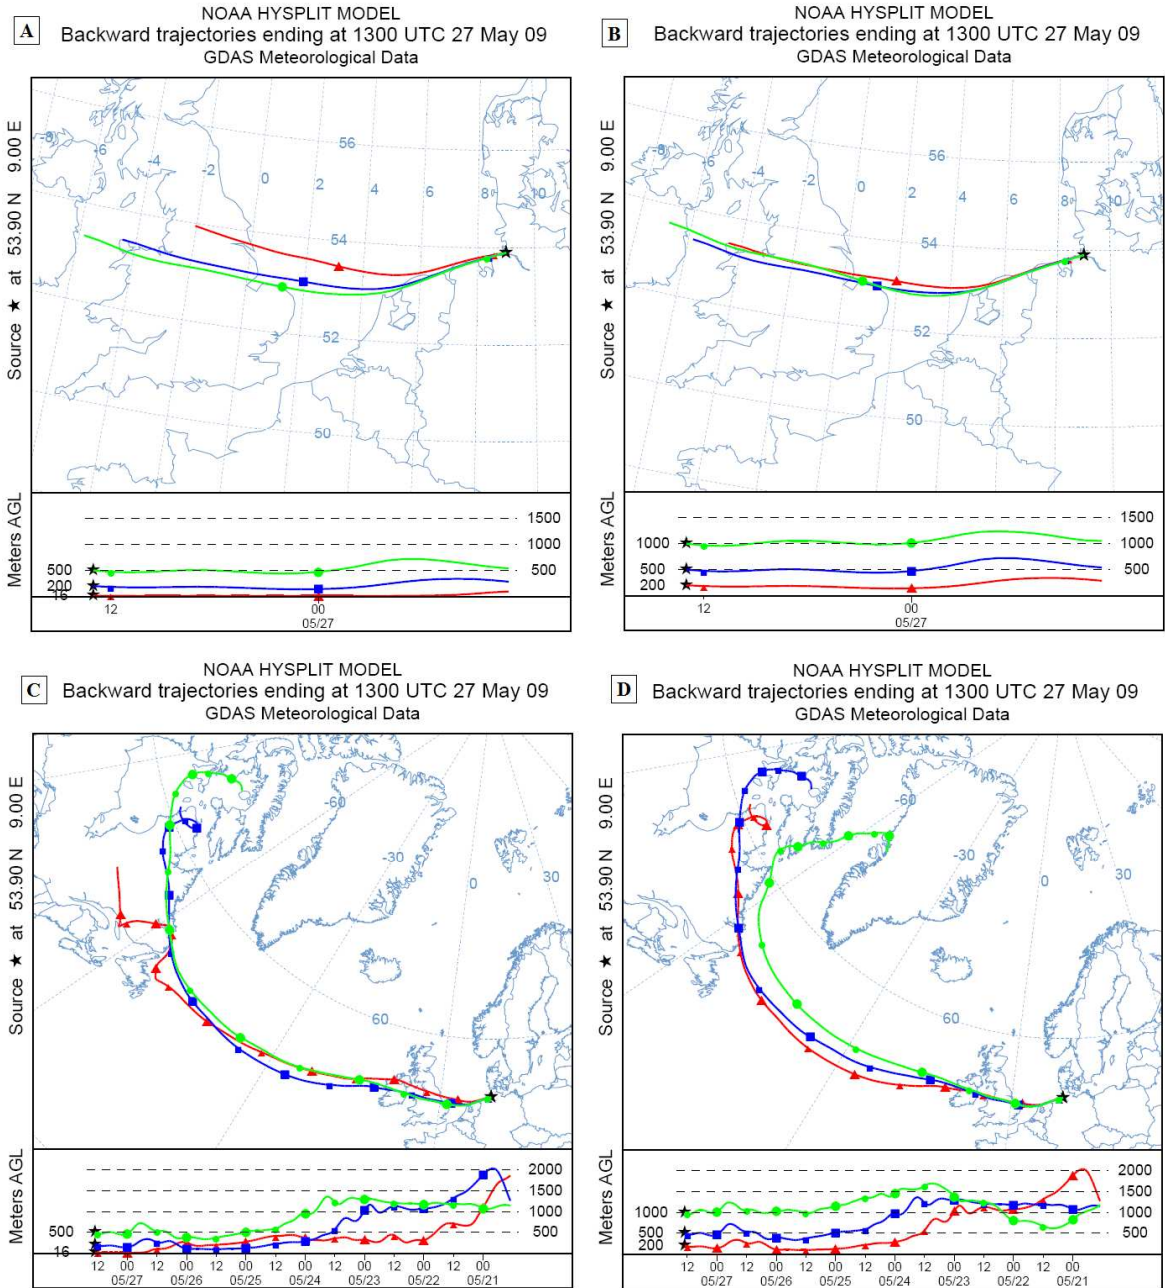 A
NOAA HYSPLIT MODEL
Backward trajectories ending at 1300 UTC 27 May 09
GDAS Meteorological Data
Source ★ at 53.90 N 9.00 E
-8
-6
-4
-2
0
2
4
6
8
10
56
54
52
50
Meters AGL
1500
1000
500
500
200
16
12
00
05/27
B
NOAA HYSPLIT MODEL
Backward trajectories ending at 1300 UTC 27 May 09
GDAS Meteorological Data
Source ★ at 53.90 N 9.00 E
-8
-6
-4
-2
0
2
4
6
8
10
56
54
52
50
Meters AGL
1500
1000
500
1000
500
200
12
00
05/27
C
NOAA HYSPLIT MODEL
Backward trajectories ending at 1300 UTC 27 May 09
GDAS Meteorological Data
Source ★ at 53.90 N 9.00 E
-60
-30
0
30
60
Meters AGL
2000
1500
1000
500
500
16
12 00 12 00 12 00 12 00 12 00 12 00 12 00
05/27 05/26 05/25 05/24 05/23 05/22 05/21
D
NOAA HYSPLIT MODEL
Backward trajectories ending at 1300 UTC 27 May 09
GDAS Meteorological Data
Source ★ at 53.90 N 9.00 E
-60
-30
0
30
60
Meters AGL
2000
1500
1000
500
1000
500
200
12 00 12 00 12 00 12 00 12 00 12 00 12 00
05/27 05/26 05/25 05/24 05/23 05/22 05/21